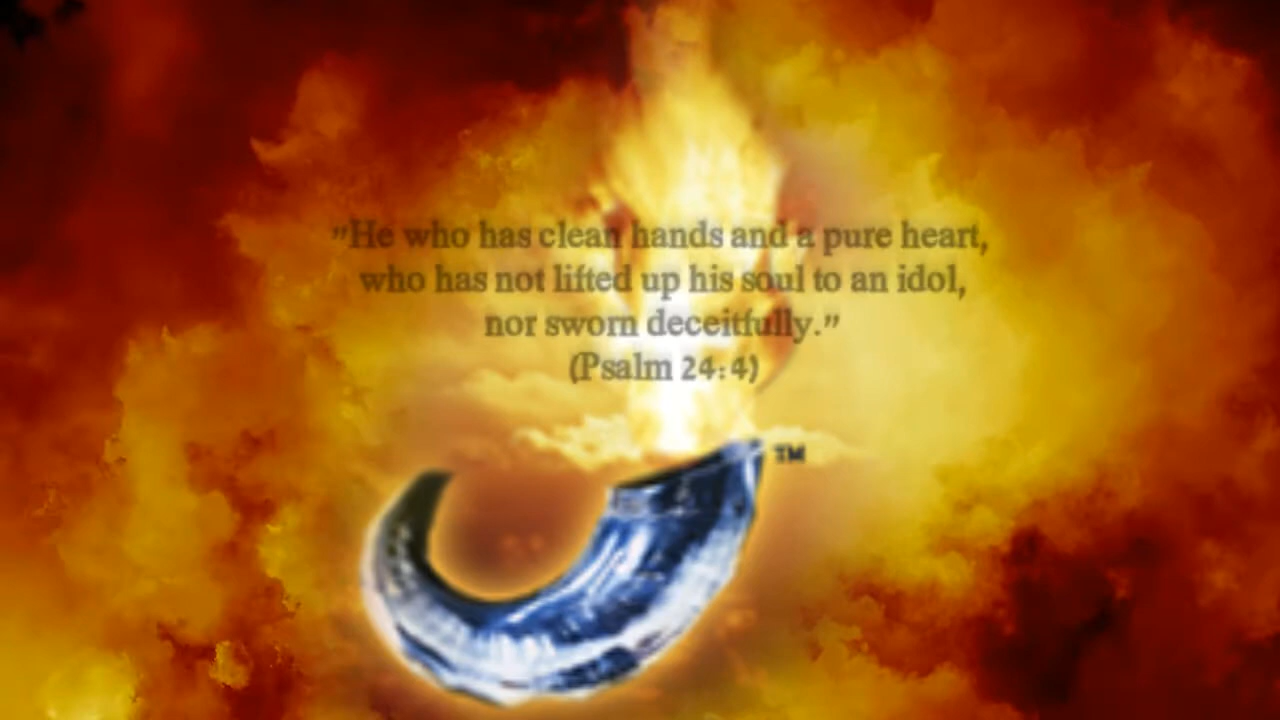 "He who has clean hands and a pure heart,
who has not lifted up his soul to an idol,
nor sworn deceitfully."
(Psalm 24:4)
TM